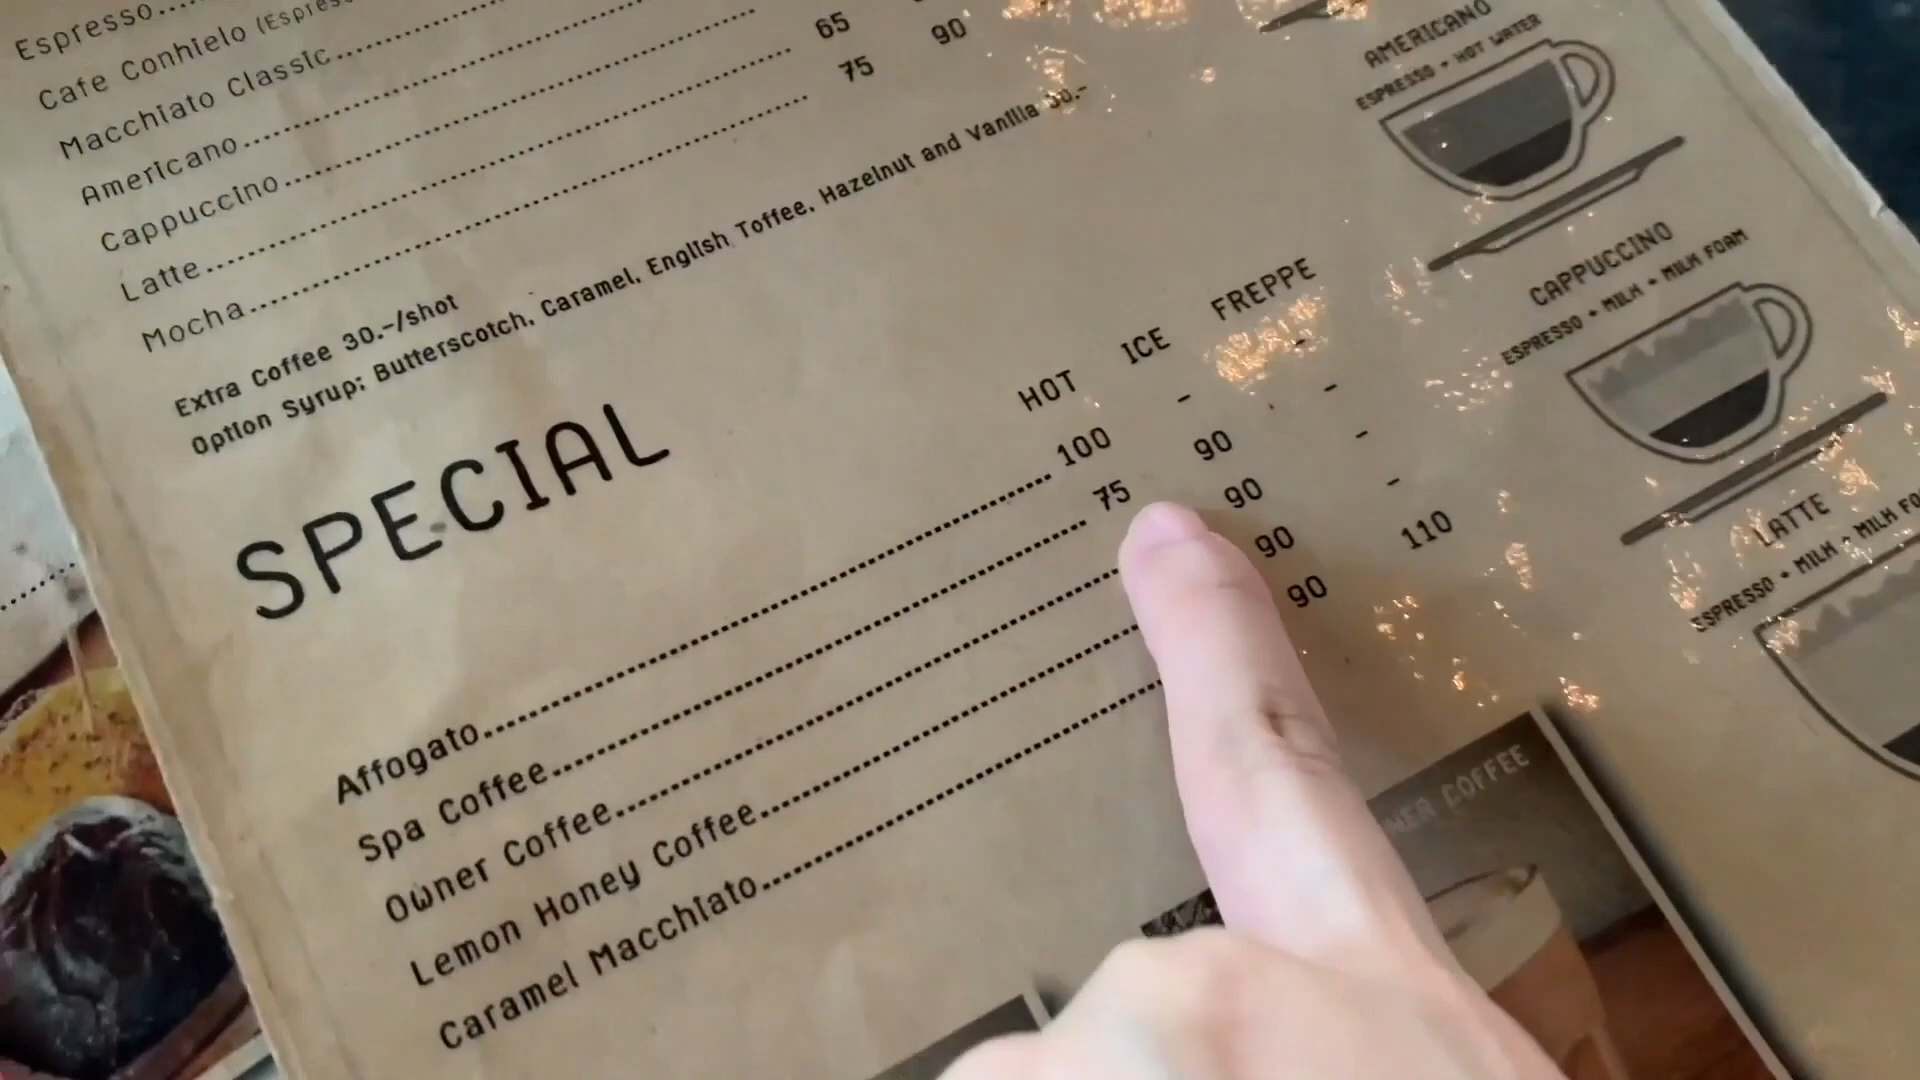 Espresso
Cafe Conhielo (Espress
Macchiato Classic
Americano
Cappuccino
Latte 65
Mocha 75 90
Extra Coffee 30.-/shot
Option Syrup: Butterscotch, Caramel, English Toffee, Hazelnut and Vanilla 30.-
SPECIAL
HOT ICE FREPPE
Affogato 100 - -
Spa Coffee 75 90 -
Owner Coffee 90 -
Lemon Honey Coffee 90 -
Caramel Macchiato 90 110
AMERICANO
ESPRESSO + HOT WATER
CAPPUCCINO
ESPRESSO + MILK + MILK FOAM
LATTE
ESPRESSO + MILK + MILK FO
NER COFFEE